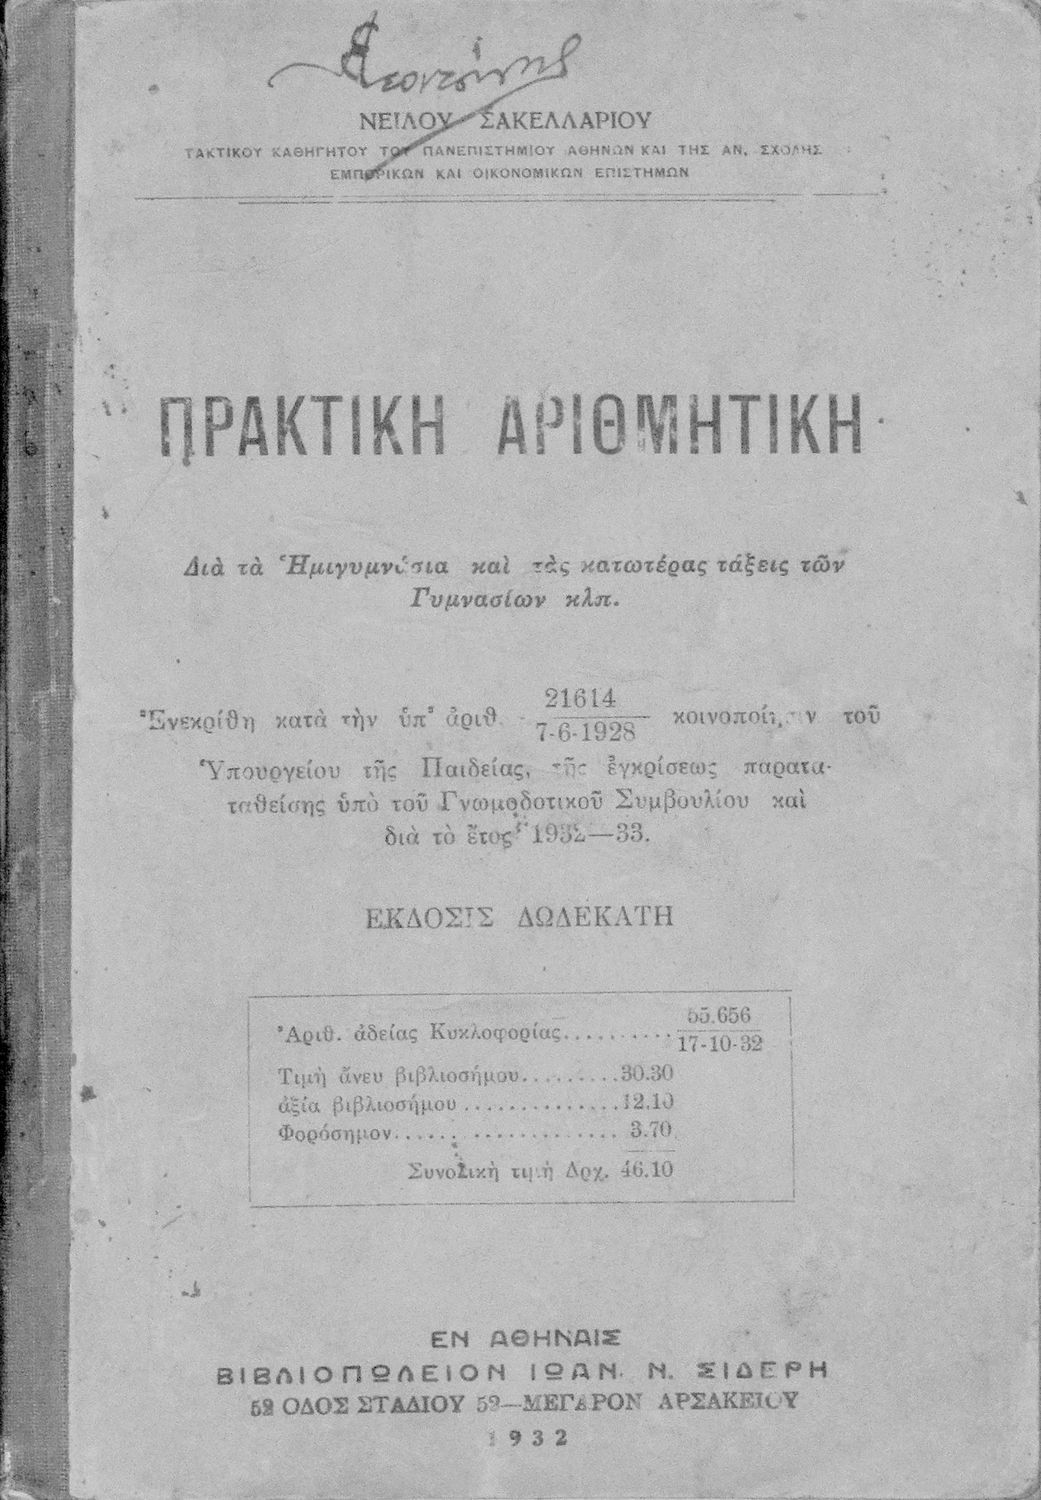 ΝΕΙΛΟΥ ΣΑΚΕΛΛΑΡΙΟΥ
ΤΑΚΤΙΚΟΥ ΚΑΘΗΓΗΤΟΥ ΤΟΥ ΠΑΝΕΠΙΣΤΗΜΙΟΥ ΑΘΗΝΩΝ ΚΑΙ ΤΗΣ ΑΝ. ΣΧΟΛΗΣ
ΕΜΠΟΡΙΚΩΝ ΚΑΙ ΟΙΚΟΝΟΜΙΚΩΝ ΕΠΙΣΤΗΜΩΝ
ΠΡΑΚΤΙΚΗ ΑΡΙΘΜΗΤΙΚΗ
Διὰ τὰ Ἡμιγυμνάσια καὶ τὰς κατωτέρας τάξεις τῶν
Γυμνασίων κλπ.
Ἐνεκρίθη κατὰ τὴν ὑπ' ἀριθ. 21614 / 7-6-1928 κοινοποίησιν τοῦ
Ὑπουργείου τῆς Παιδείας, τῆς ἐγκρίσεως παρατα-
ταθείσης ὑπὸ τοῦ Γνωμοδοτικοῦ Συμβουλίου καὶ
διὰ τὸ ἔτος 1932—33.
ΕΚΔΟΣΙΣ ΔΩΔΕΚΑΤΗ
Ἀριθ. ἀδείας Κυκλοφορίας.......... 55.656 / 17-10-32
Τιμὴ ἄνευ βιβλιοσήμου.........30.30
ἀξία βιβλιοσήμου..............12.10
Φορόσημον...... ............. 3.70
Συνολικὴ τιμὴ Δρχ. 46.10
ΕΝ ΑΘΗΝΑΙΣ
ΒΙΒΛΙΟΠΩΛΕΙΟΝ ΙΩΑΝ. Ν. ΣΙΔΕΡΗ
52 ΟΔΟΣ ΣΤΑΔΙΟΥ 52—ΜΕΓΑΡΟΝ ΑΡΣΑΚΕΙΟΥ
1932